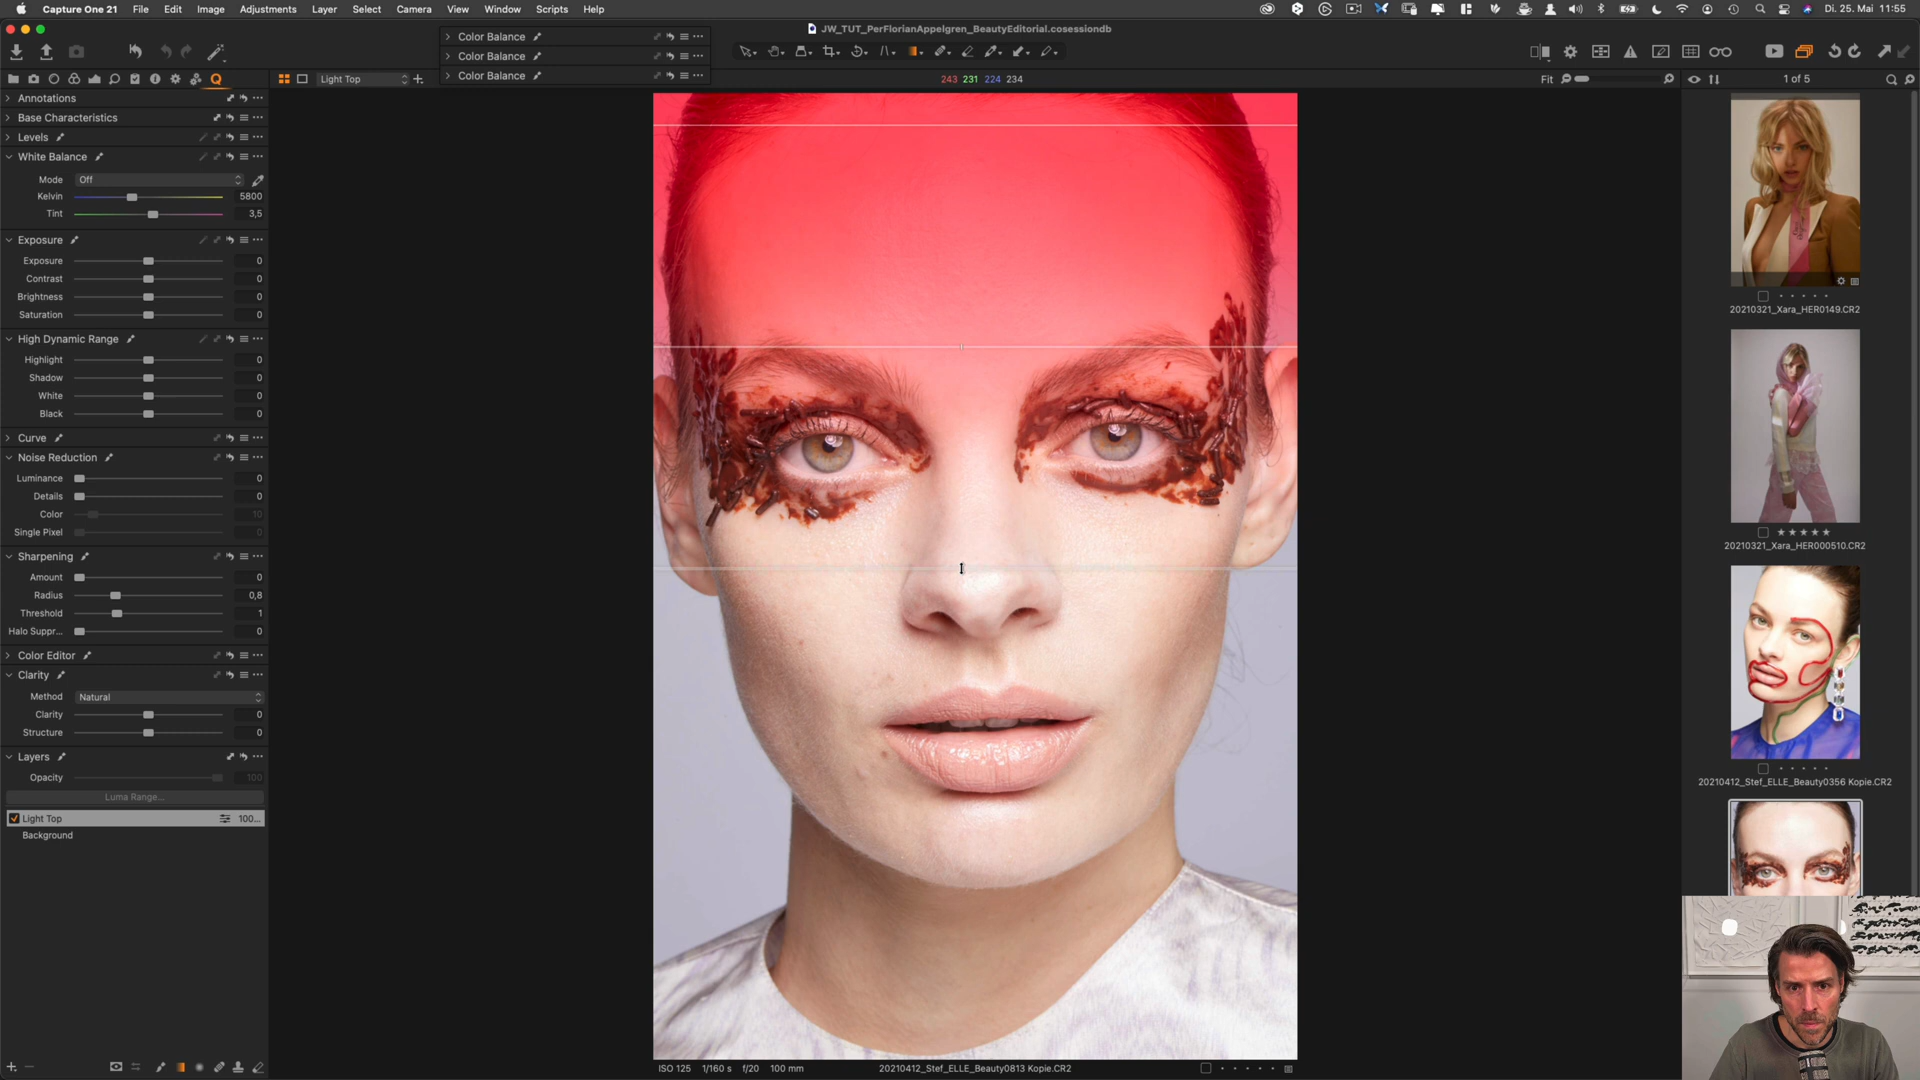 Capture One 21 File Edit Image Adjustments Layer Select Camera View Window Scripts Help
Di. 25. Mai 11:55
JW_TUT_PerFlorianAppelgren_BeautyEditorial.cosessiondb
Color Balance
Color Balance
Color Balance
Light Top
243 231 224 234
Fit
1 of 5
Annotations
Base Characteristics
Levels
White Balance
Mode Off
Kelvin 5800
Tint 3,5
Exposure
Exposure 0
Contrast 0
Brightness 0
Saturation 0
High Dynamic Range
Highlight 0
Shadow 0
White 0
Black 0
Curve
Noise Reduction
Luminance 0
Details 0
Color 10
Single Pixel 0
Sharpening
Amount 0
Radius 0,8
Threshold 1
Halo Suppr... 0
Color Editor
Clarity
Method Natural
Clarity 0
Structure 0
Layers
Opacity 100
Luma Range...
Light Top 100...
Background
ISO 125 1/160 s f/20 100 mm 20210412_Stef_ELLE_Beauty0813 Kopie.CR2
20210321_Xara_HER0149.CR2
20210321_Xara_HER000510.CR2
20210412_Stef_ELLE_Beauty0356 Kopie.CR2